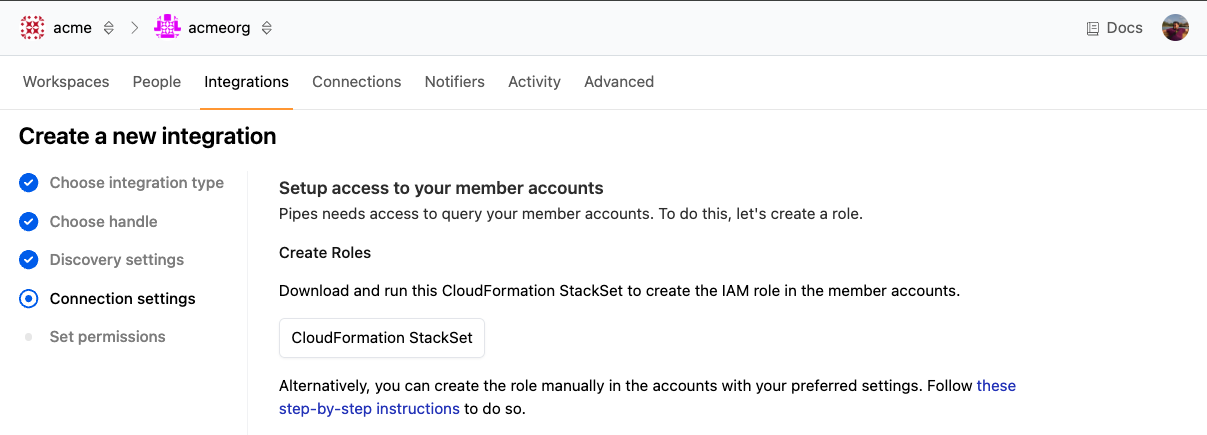 acme
acmeorg
Docs
Workspaces People Integrations Connections Notifiers Activity Advanced
Create a new integration
Choose integration type
Choose handle
Discovery settings
Connection settings
Set permissions
Setup access to your member accounts
Pipes needs access to query your member accounts. To do this, let's create a role.
Create Roles
Download and run this CloudFormation StackSet to create the IAM role in the member accounts.
CloudFormation StackSet
Alternatively, you can create the role manually in the accounts with your preferred settings. Follow these
step-by-step instructions to do so.